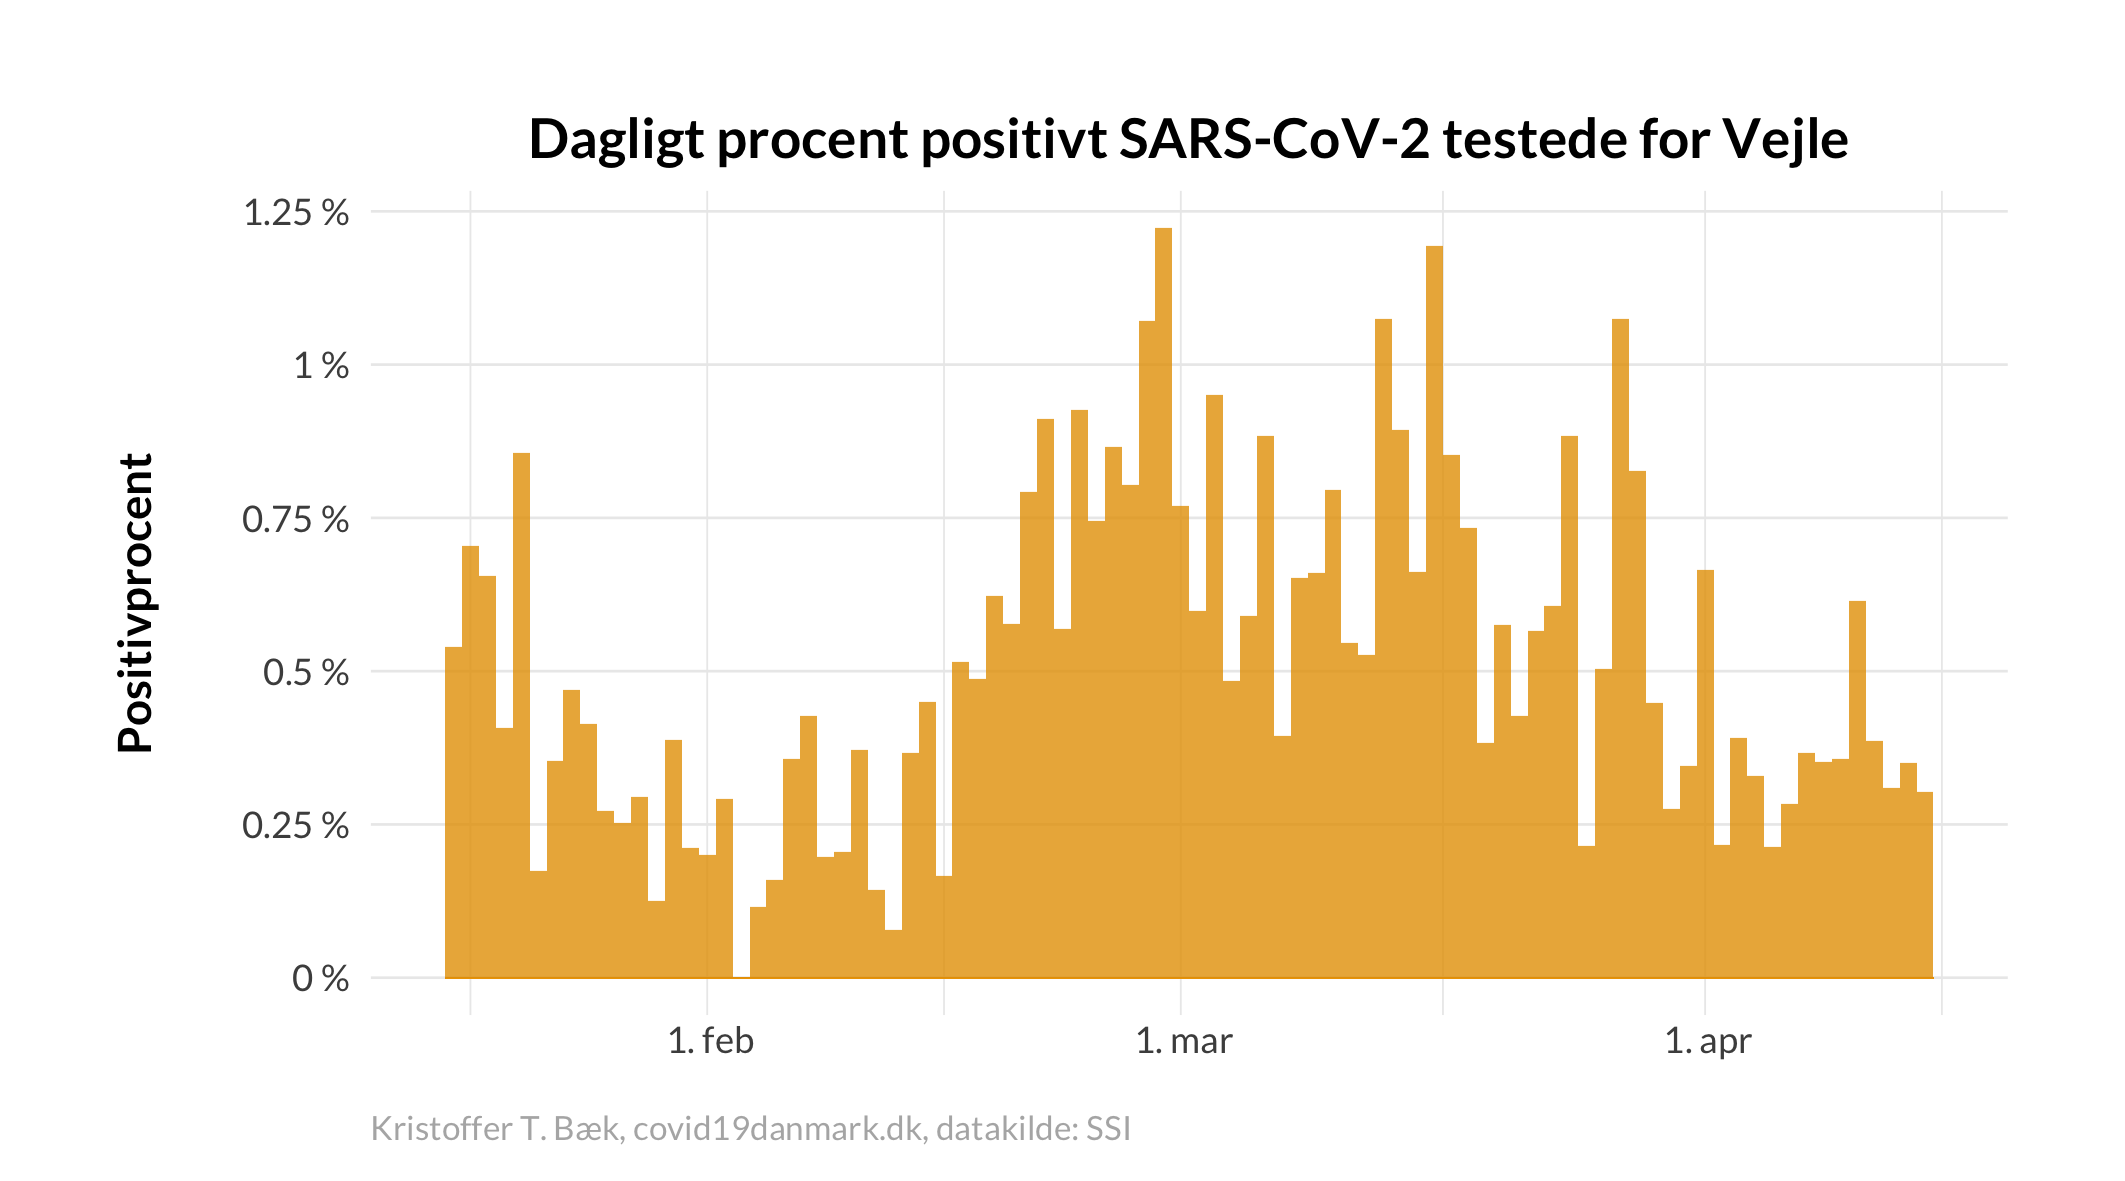 Dagligt procent positivt SARS-CoV-2 testede for Vejle
1.25 %
1 %
0.75 %
0.5 %
0.25 %
0 %
Positivprocent
1. feb
1. mar
1. apr
Kristoffer T. Bæk, covid19danmark.dk, datakilde: SSI